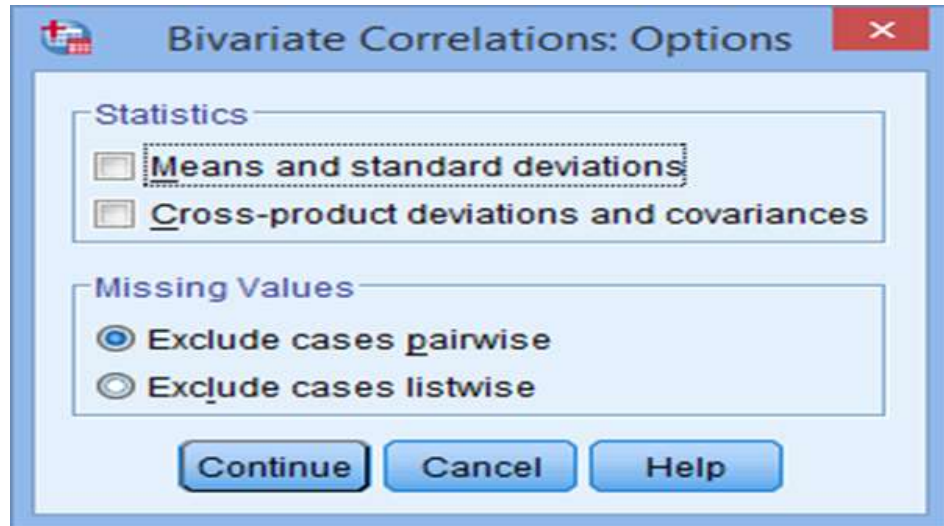 Bivariate Correlations: Options
Statistics
Means and standard deviations
Cross-product deviations and covariances
Missing Values
Exclude cases pairwise
Exclude cases listwise
Continue Cancel Help